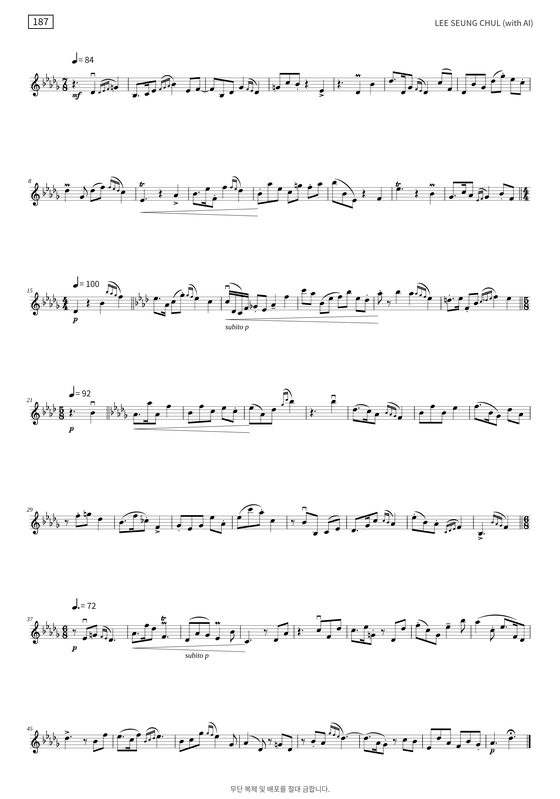 187
LEE SEUNG CHUL (with AI)
= 84
mf
8
15
= 100
p
subito p
21
= 92
p
29
37
= 72
p
subito p
45
p
무단 복제 및 배포를 절대 금합니다.